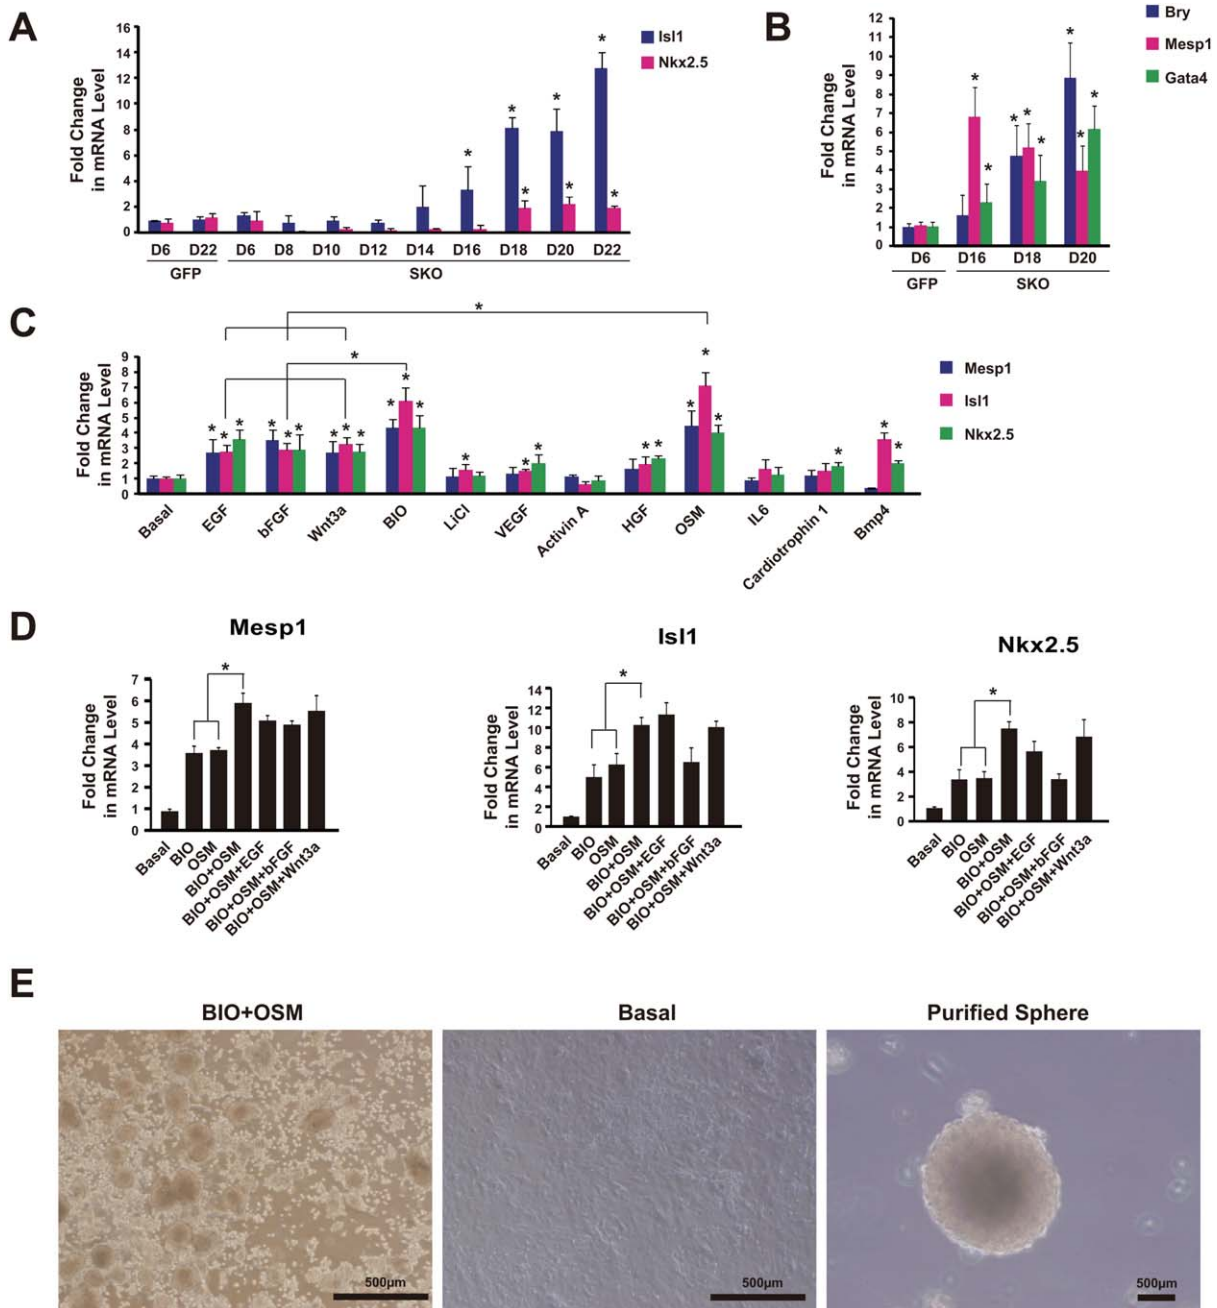 A
Fold Change
in mRNA Level
16
14
12
10
8
6
4
2
0
Isl1
Nkx2.5
* * * * * * *
D6 D22 D6 D8 D10 D12 D14 D16 D18 D20 D22
GFP SKO
B
Fold Change
in mRNA Level
12
11
10
9
8
7
6
5
4
3
2
1
0
Bry
Mesp1
Gata4
* * * * * * * *
D6 D16 D18 D20
GFP SKO
C
Fold Change
in mRNA Level
9
8
7
6
5
4
3
2
1
0
*
*
* * * * * * * * * * * * * * * * * * * * * * * *
Mesp1
Isl1
Nkx2.5
Basal
EGF
bFGF
Wnt3a
BIO
LiCl
VEGF
Activin A
HGF
OSM
IL6
Cardiotrophin 1
Bmp4
D
Mesp1
Fold Change
in mRNA Level
7
6
5
4
3
2
1
0
*
Basal
BIO
OSM
BIO+OSM
BIO+OSM+EGF
BIO+OSM+bFGF
BIO+OSM+Wnt3a
Isl1
Fold Change
in mRNA Level
14
12
10
8
6
4
2
0
*
Basal
BIO
OSM
BIO+OSM
BIO+OSM+EGF
BIO+OSM+bFGF
BIO+OSM+Wnt3a
Nkx2.5
Fold Change
in mRNA Level
10
8
6
4
2
0
*
Basal
BIO
OSM
BIO+OSM
BIO+OSM+EGF
BIO+OSM+bFGF
BIO+OSM+Wnt3a
E
BIO+OSM Basal Purified Sphere
500µm 500µm 500µm